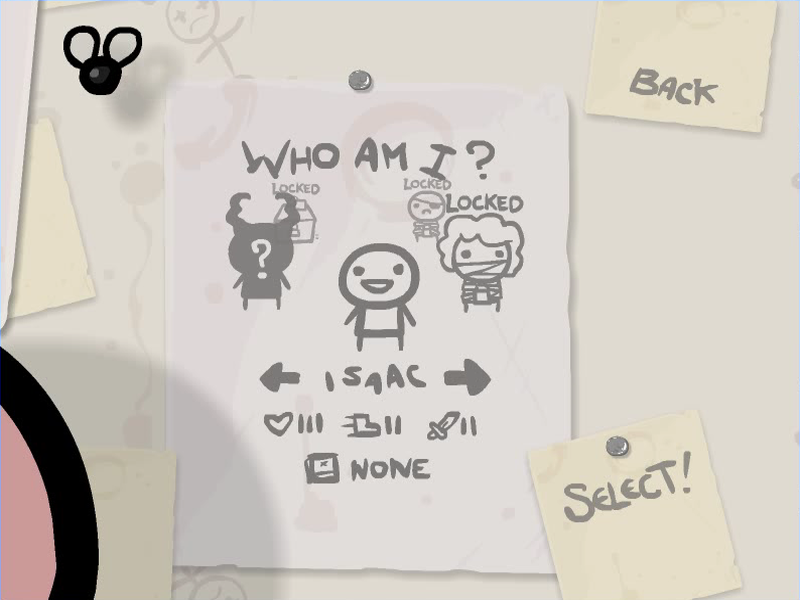 BACK
WHO AM I?
LOCKED
LOCKED
LOCKED
?
ISAAC
III II II
NONE
SELECT!